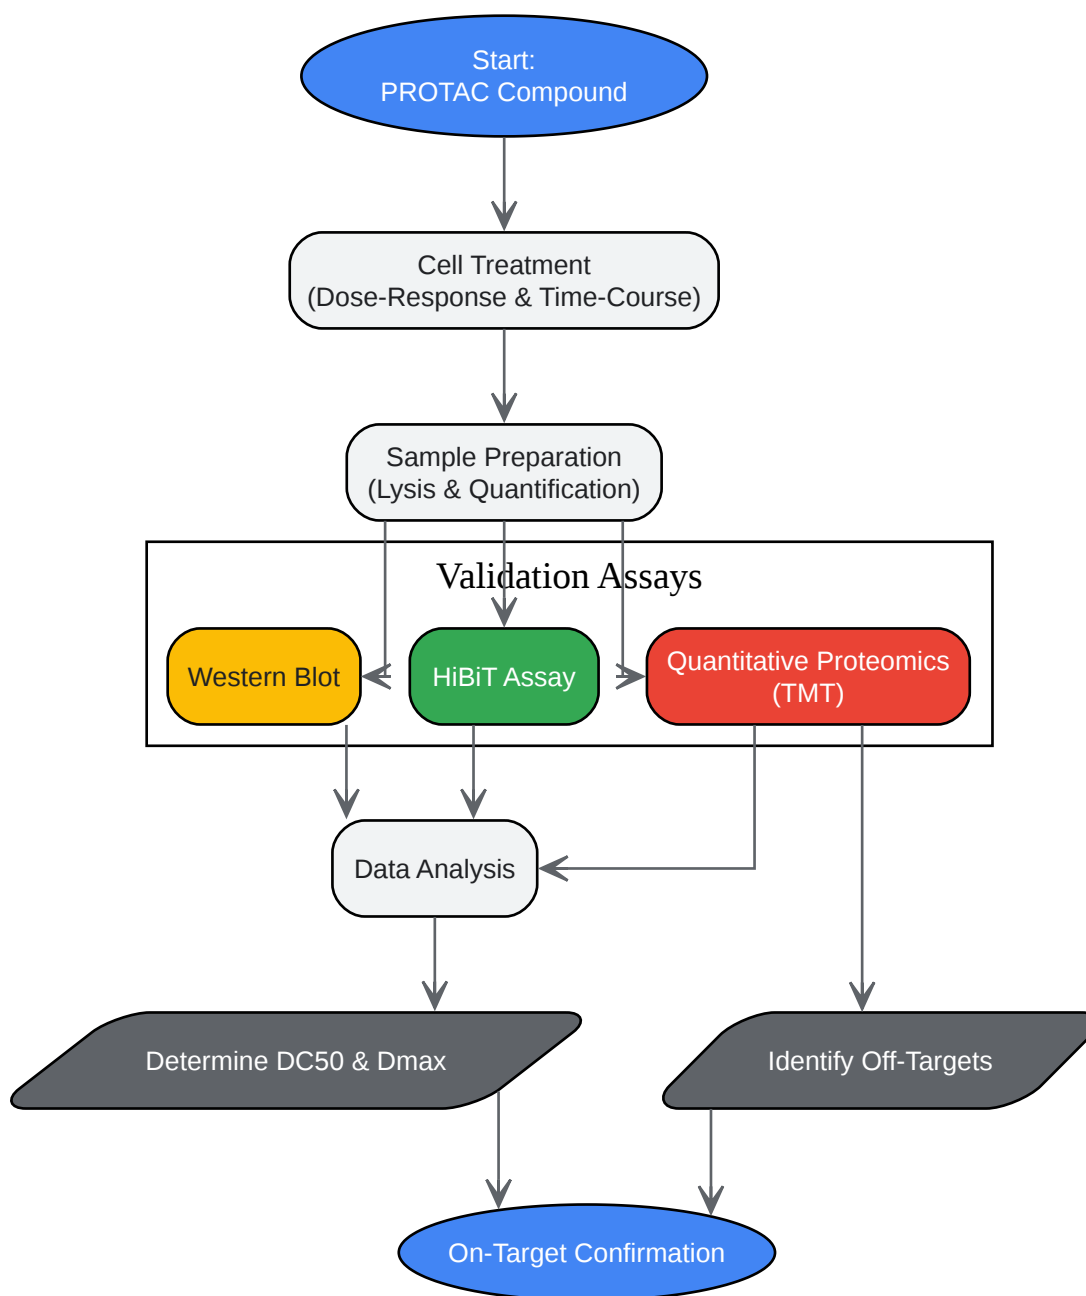 Start:
PROTAC Compound
Cell Treatment
(Dose-Response & Time-Course)
Sample Preparation
(Lysis & Quantification)
Validation Assays
Western Blot
HiBiT Assay
Quantitative Proteomics
(TMT)
Data Analysis
Determine DC50 & Dmax
Identify Off-Targets
On-Target Confirmation